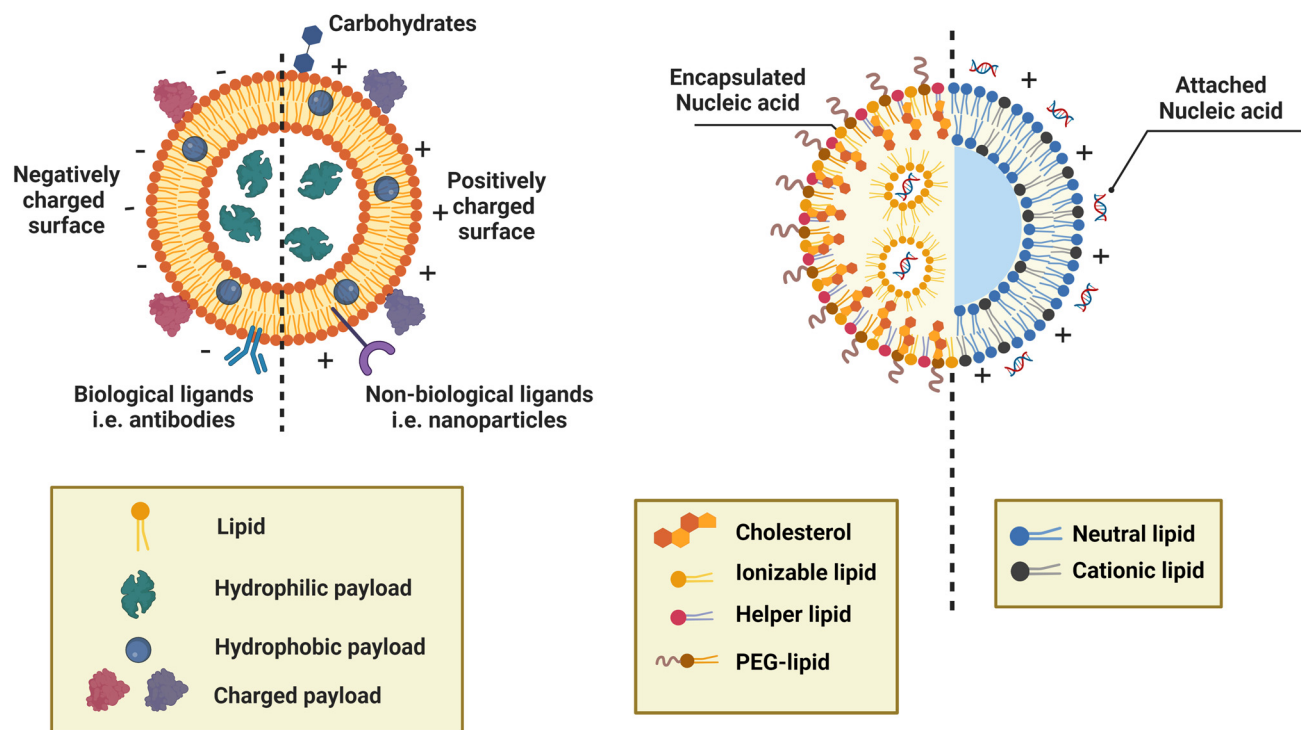 Carbohydrates
-
+
Negatively
charged
surface
-
-
-
-
Positively
charged
surface
+
+
+
+
Biological ligands
i.e. antibodies
Non-biological ligands
i.e. nanoparticles
Lipid
Hydrophilic payload
Hydrophobic payload
Charged payload
Encapsulated
Nucleic acid
Attached
Nucleic acid
+
+
+
+
+
Cholesterol
Ionizable lipid
Helper lipid
PEG-lipid
Neutral lipid
Cationic lipid